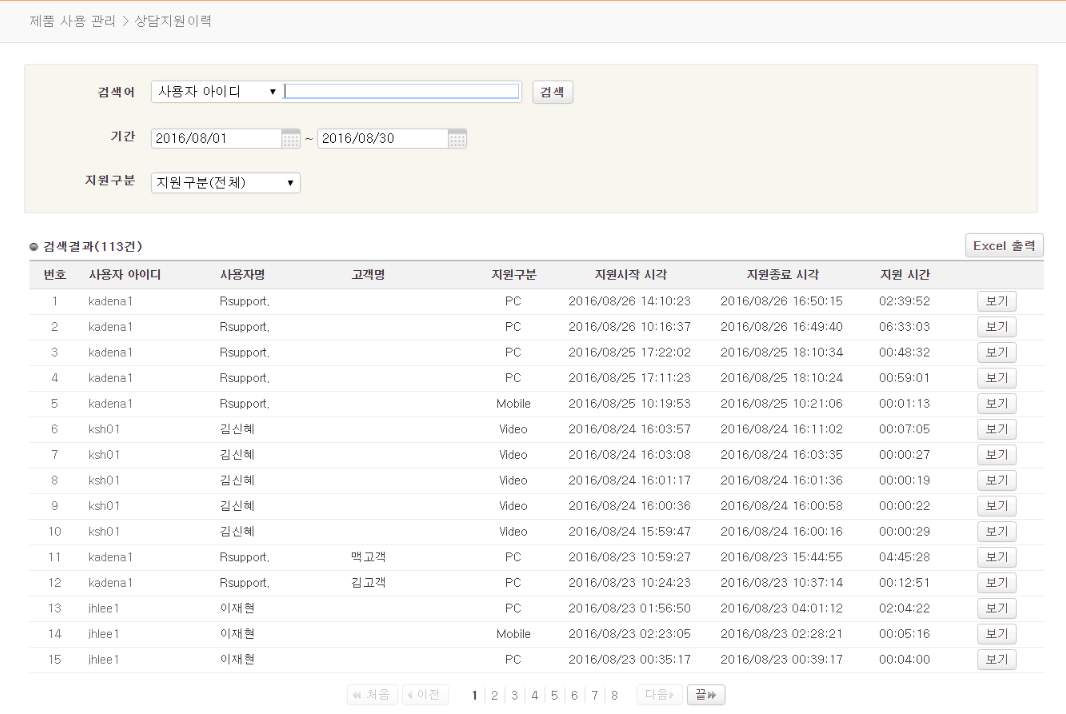 제품 사용 관리 > 상담지원이력
검색어 사용자 아이디 ▼ 검색
기간 2016/08/01 ~ 2016/08/30
지원구분 지원구분(전체) ▼
검색결과(113건) Excel 출력
번호 사용자 아이디 사용자명 고객명 지원구분 지원시작 시각 지원종료 시각 지원 시간
1 kadena1 Rsupport. PC 2016/08/26 14:10:23 2016/08/26 16:50:15 02:39:52 보기
2 kadena1 Rsupport. PC 2016/08/26 10:16:37 2016/08/26 16:49:40 06:33:03 보기
3 kadena1 Rsupport. PC 2016/08/25 17:22:02 2016/08/25 18:10:34 00:48:32 보기
4 kadena1 Rsupport. PC 2016/08/25 17:11:23 2016/08/25 18:10:24 00:59:01 보기
5 kadena1 Rsupport. Mobile 2016/08/25 10:19:53 2016/08/25 10:21:06 00:01:13 보기
6 ksh01 김신혜 Video 2016/08/24 16:03:57 2016/08/24 16:11:02 00:07:05 보기
7 ksh01 김신혜 Video 2016/08/24 16:03:08 2016/08/24 16:03:35 00:00:27 보기
8 ksh01 김신혜 Video 2016/08/24 16:01:17 2016/08/24 16:01:36 00:00:19 보기
9 ksh01 김신혜 Video 2016/08/24 16:00:36 2016/08/24 16:00:58 00:00:22 보기
10 ksh01 김신혜 Video 2016/08/24 15:59:47 2016/08/24 16:00:16 00:00:29 보기
11 kadena1 Rsupport. 맥고객 PC 2016/08/23 10:59:27 2016/08/23 15:44:55 04:45:28 보기
12 kadena1 Rsupport. 김고객 PC 2016/08/23 10:24:23 2016/08/23 10:37:14 00:12:51 보기
13 jhlee1 이재현 PC 2016/08/23 01:56:50 2016/08/23 04:01:12 02:04:22 보기
14 jhlee1 이재현 Mobile 2016/08/23 02:23:05 2016/08/23 02:28:21 00:05:16 보기
15 jhlee1 이재현 PC 2016/08/23 00:35:17 2016/08/23 00:39:17 00:04:00 보기
처음 이전 1 2 3 4 5 6 7 8 다음 끝